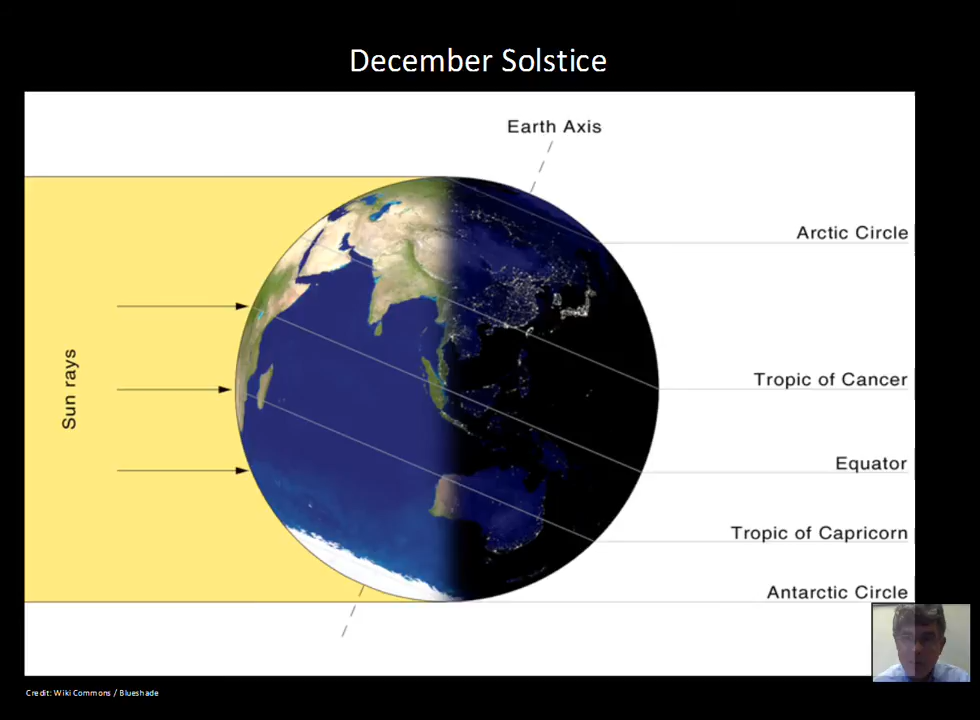 December Solstice
Earth Axis
Arctic Circle
Sun rays
Tropic of Cancer
Equator
Tropic of Capricorn
Antarctic Circle
Credit: Wiki Commons / Blueshade